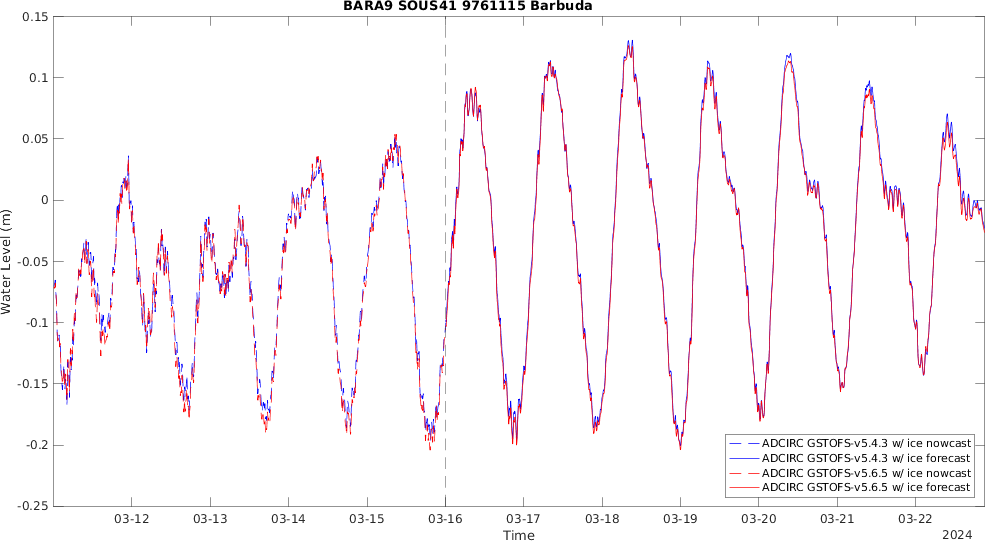 BARA9 SOUS41 9761115 Barbuda
0.15
0.1
0.05
0
-0.05
-0.1
-0.15
-0.2
-0.25
Water Level (m)
ADCIRC GSTOFS-v5.4.3 w/ ice nowcast
ADCIRC GSTOFS-v5.4.3 w/ ice forecast
ADCIRC GSTOFS-v5.6.5 w/ ice nowcast
ADCIRC GSTOFS-v5.6.5 w/ ice forecast
03-12 03-13 03-14 03-15 03-16 03-17 03-18 03-19 03-20 03-21 03-22
Time
2024